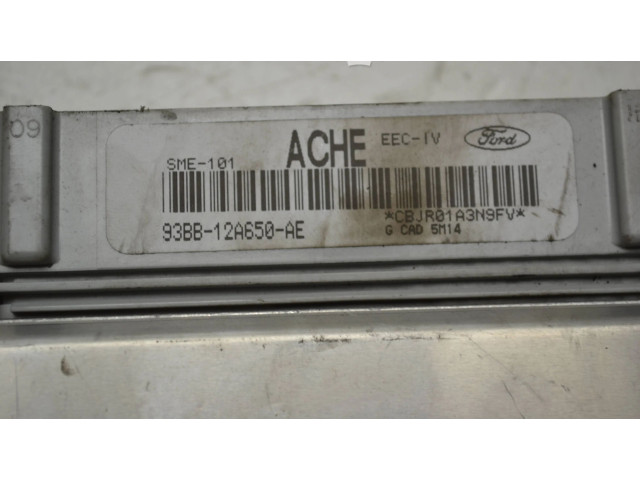 09
ACHE EEC-IV Ford
SME-101
*CBJR01A3N9FV*
93BB-12A650-AE
G CAD 5M14